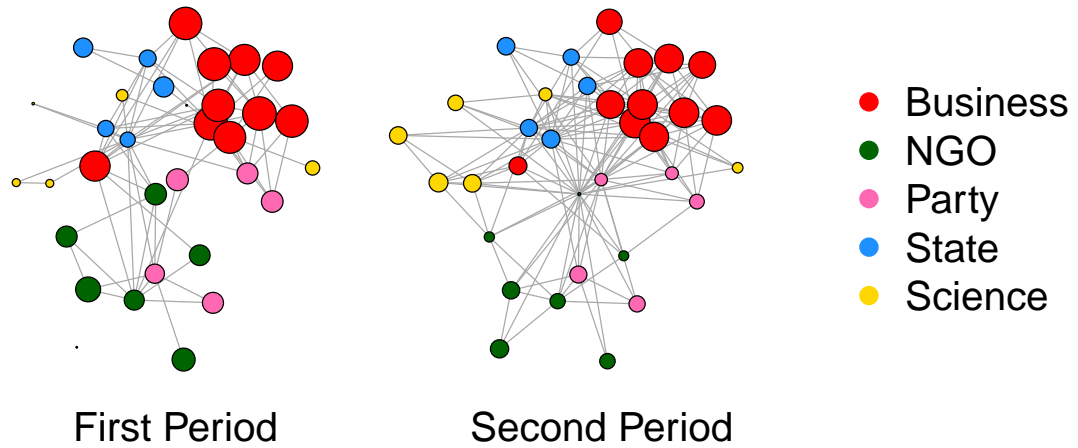 Business
NGO
Party
State
Science
First Period
Second Period